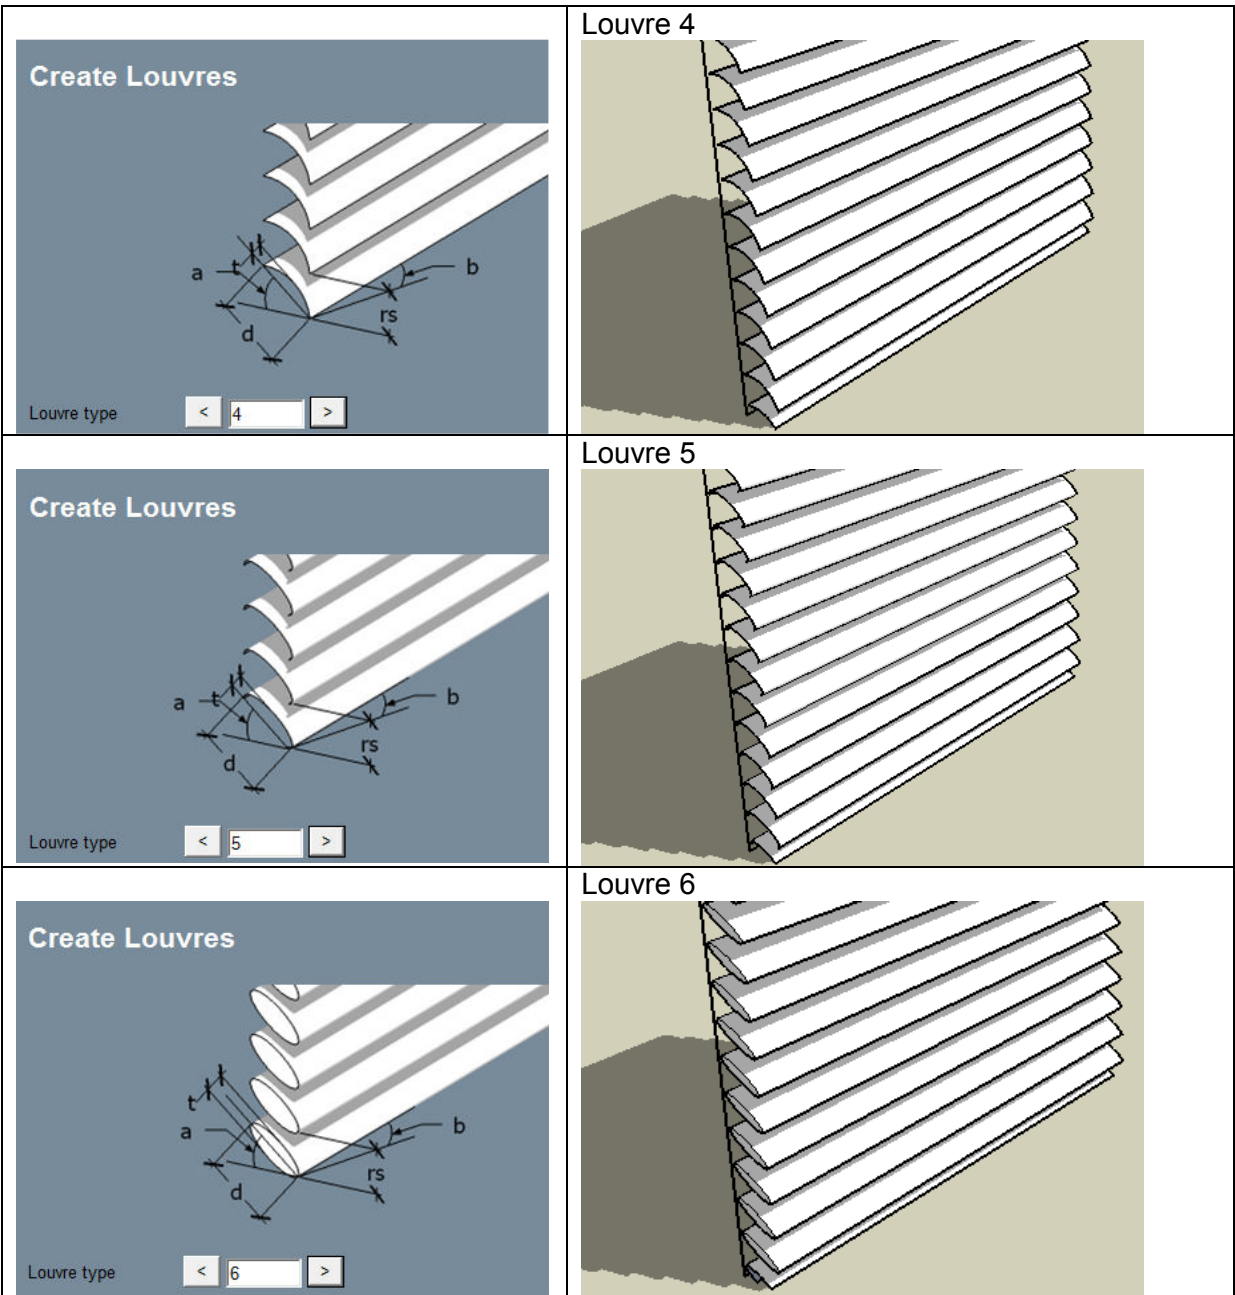 Louvre 4
Create Louvres
a
t
b
rs
d
Louvre type < 4 >
Louvre 5
Create Louvres
a
t
b
rs
d
Louvre type < 5 >
Louvre 6
Create Louvres
t
a
b
rs
d
Louvre type < 6 >